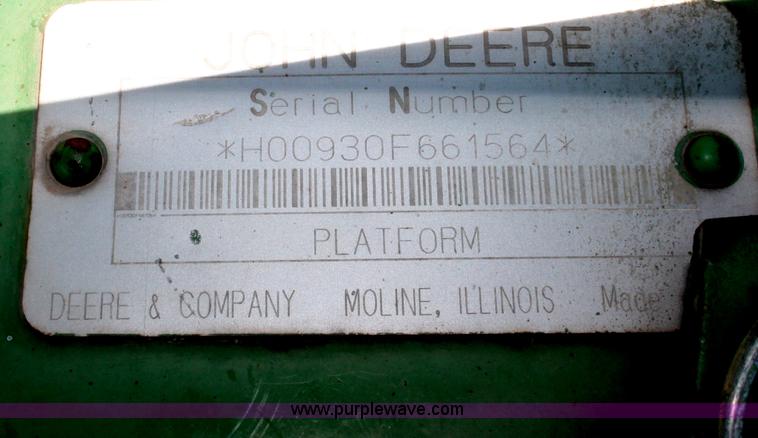 JOHN DEERE
Serial Number
*H00930F661564*
PLATFORM
DEERE & COMPANY MOLINE, ILLINOIS Made
www.purplewave.com